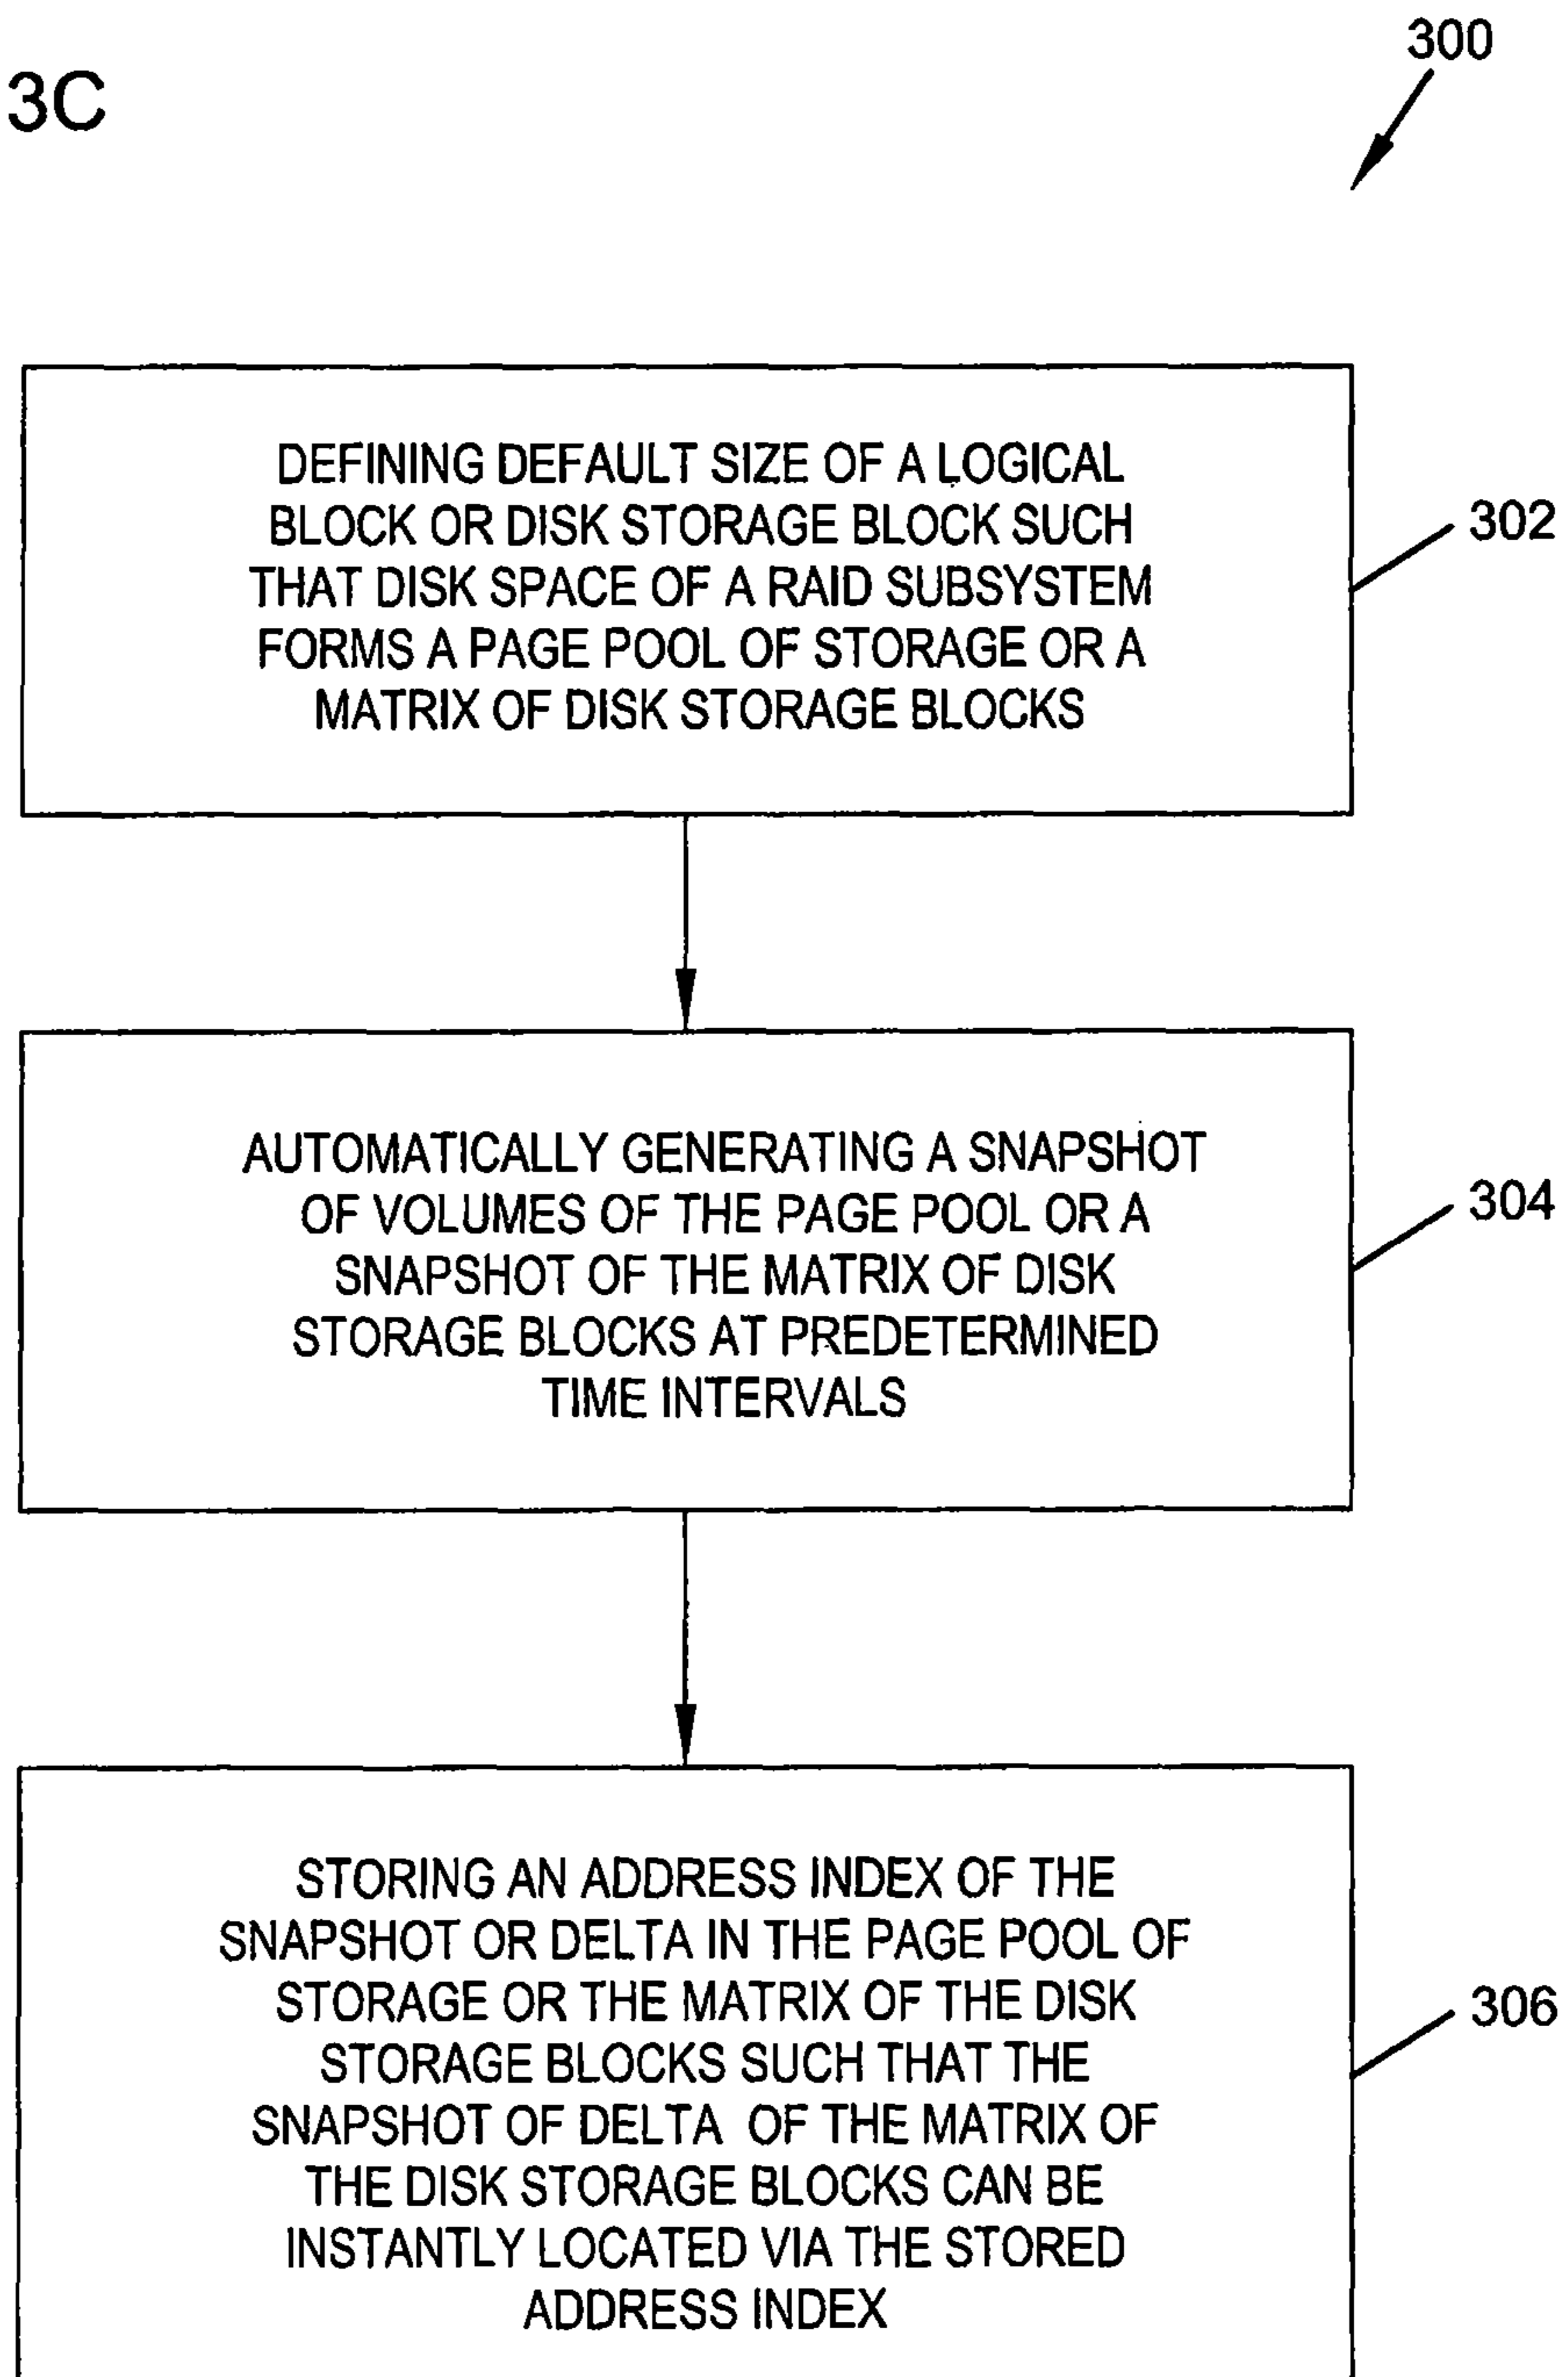 300
3C
DEFINING DEFAULT SIZE OF A LOGICAL
BLOCK OR DISK STORAGE BLOCK SUCH
THAT DISK SPACE OF A RAID SUBSYSTEM
FORMS A PAGE POOL OF STORAGE OR A
MATRIX OF DISK STORAGE BLOCKS
302
AUTOMATICALLY GENERATING A SNAPSHOT
OF VOLUMES OF THE PAGE POOL OR A
SNAPSHOT OF THE MATRIX OF DISK
STORAGE BLOCKS AT PREDETERMINED
TIME INTERVALS
304
STORING AN ADDRESS INDEX OF THE
SNAPSHOT OR DELTA IN THE PAGE POOL OF
STORAGE OR THE MATRIX OF THE DISK
STORAGE BLOCKS SUCH THAT THE
SNAPSHOT OF DELTA OF THE MATRIX OF
THE DISK STORAGE BLOCKS CAN BE
INSTANTLY LOCATED VIA THE STORED
ADDRESS INDEX
306